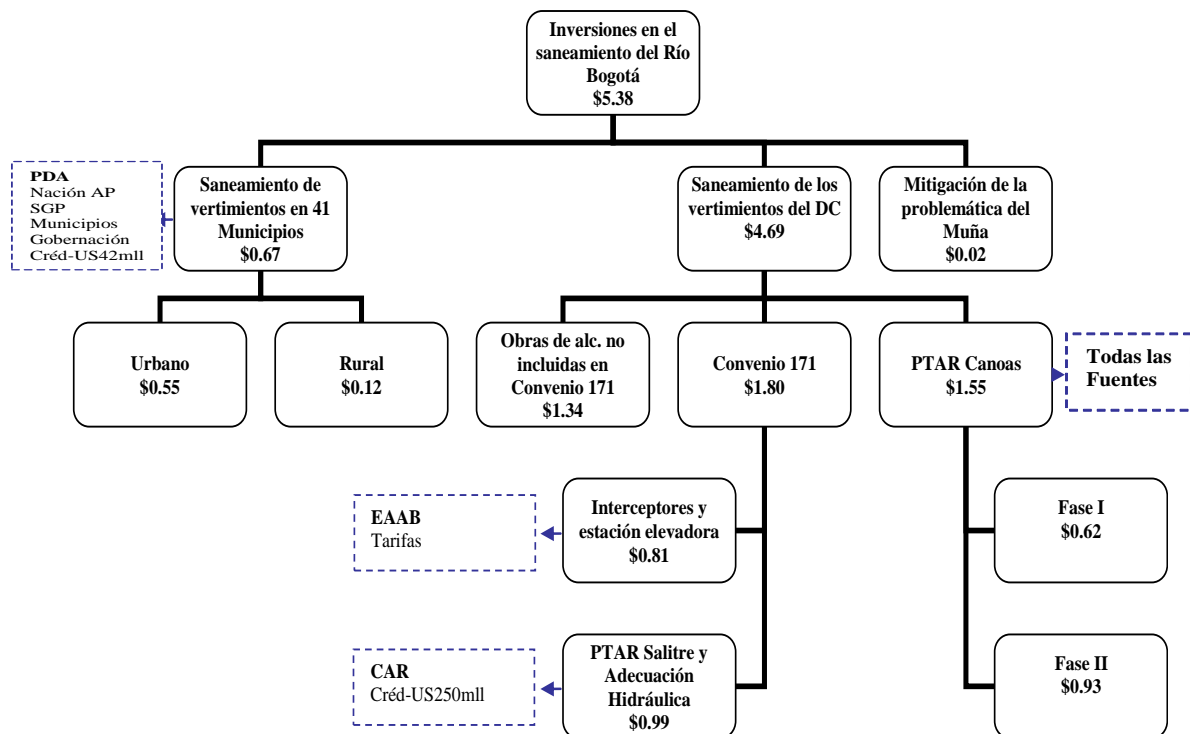 Inversiones en el
saneamiento del Río
Bogotá
$5.38
PDA
Nación AP
SGP
Municipios
Gobernación
Créd-US42mll
Saneamiento de
vertimientos en 41
Municipios
$0.67
Saneamiento de los
vertimientos del DC
$4.69
Mitigación de la
problemática del
Muña
$0.02
Urbano
$0.55
Rural
$0.12
Obras de alc. no
incluidas en
Convenio 171
$1.34
Convenio 171
$1.80
PTAR Canoas
$1.55
Todas las
Fuentes
EAAB
Tarifas
Interceptores y
estación elevadora
$0.81
Fase I
$0.62
CAR
Créd-US250mll
PTAR Salitre y
Adecuación
Hidráulica
$0.99
Fase II
$0.93